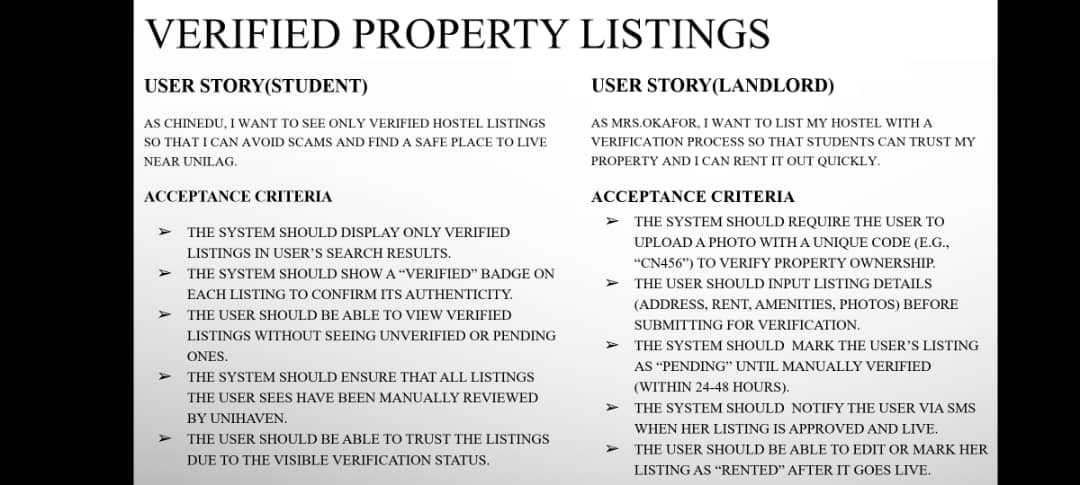 VERIFIED PROPERTY LISTINGS
USER STORY(STUDENT)
AS CHINEDU, I WANT TO SEE ONLY VERIFIED HOSTEL LISTINGS
SO THAT I CAN AVOID SCAMS AND FIND A SAFE PLACE TO LIVE
NEAR UNILAG.
ACCEPTANCE CRITERIA
➢ THE SYSTEM SHOULD DISPLAY ONLY VERIFIED
LISTINGS IN USER’S SEARCH RESULTS.
➢ THE SYSTEM SHOULD SHOW A “VERIFIED” BADGE ON
EACH LISTING TO CONFIRM ITS AUTHENTICITY.
➢ THE USER SHOULD BE ABLE TO VIEW VERIFIED
LISTINGS WITHOUT SEEING UNVERIFIED OR PENDING
ONES.
➢ THE SYSTEM SHOULD ENSURE THAT ALL LISTINGS
THE USER SEES HAVE BEEN MANUALLY REVIEWED
BY UNIHAVEN.
➢ THE USER SHOULD BE ABLE TO TRUST THE LISTINGS
DUE TO THE VISIBLE VERIFICATION STATUS.
USER STORY(LANDLORD)
AS MRS.OKAFOR, I WANT TO LIST MY HOSTEL WITH A
VERIFICATION PROCESS SO THAT STUDENTS CAN TRUST MY
PROPERTY AND I CAN RENT IT OUT QUICKLY.
ACCEPTANCE CRITERIA
➢ THE SYSTEM SHOULD REQUIRE THE USER TO
UPLOAD A PHOTO WITH A UNIQUE CODE (E.G.,
“CN456”) TO VERIFY PROPERTY OWNERSHIP.
➢ THE USER SHOULD INPUT LISTING DETAILS
(ADDRESS, RENT, AMENITIES, PHOTOS) BEFORE
SUBMITTING FOR VERIFICATION.
➢ THE SYSTEM SHOULD MARK THE USER’S LISTING
AS “PENDING” UNTIL MANUALLY VERIFIED
(WITHIN 24-48 HOURS).
➢ THE SYSTEM SHOULD NOTIFY THE USER VIA SMS
WHEN HER LISTING IS APPROVED AND LIVE.
➢ THE USER SHOULD BE ABLE TO EDIT OR MARK HER
LISTING AS “RENTED” AFTER IT GOES LIVE.